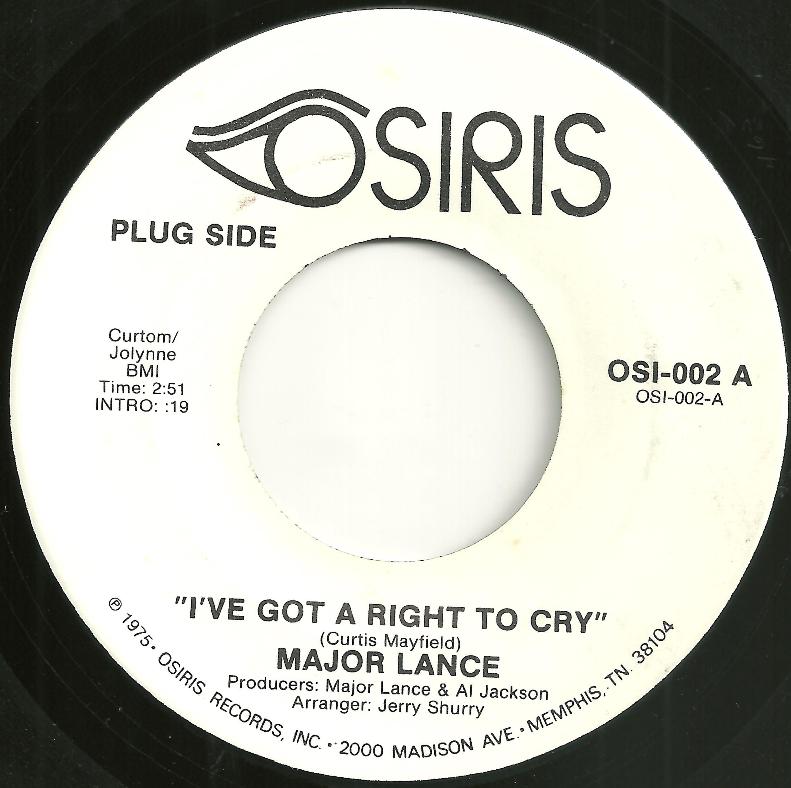 OSIRIS
PLUG SIDE
Curtom/
Jolynne
BMI
Time: 2:51
INTRO: :19
OSI-002 A
OSI-002-A
"I'VE GOT A RIGHT TO CRY"
(Curtis Mayfield)
MAJOR LANCE
Producers: Major Lance & Al Jackson
Arranger: Jerry Shurry
℗ 1975 • OSIRIS RECORDS, INC. • 2000 MADISON AVE. • MEMPHIS, TN. 38104